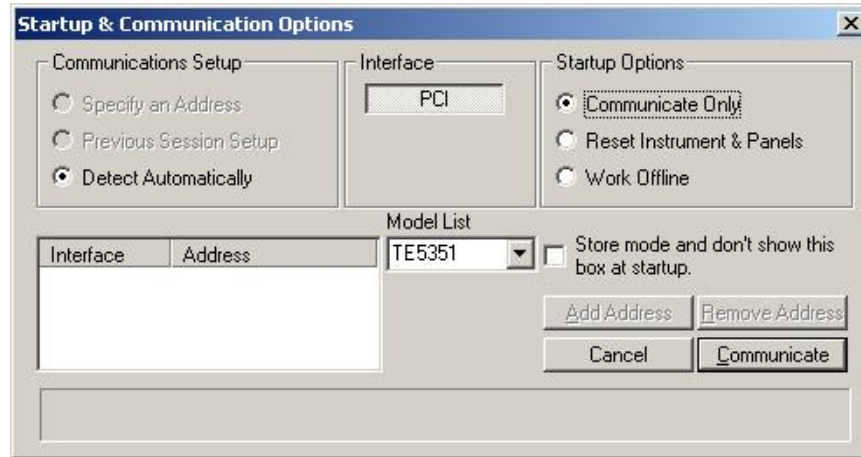 Startup & Communication Options
Communications Setup
Specify an Address
Previous Session Setup
Detect Automatically
Interface
PCI
Startup Options
Communicate Only
Reset Instrument & Panels
Work Offline
Interface Address
Model List
TE5351
Store mode and don't show this
box at startup.
Add Address
Remove Address
Cancel
Communicate